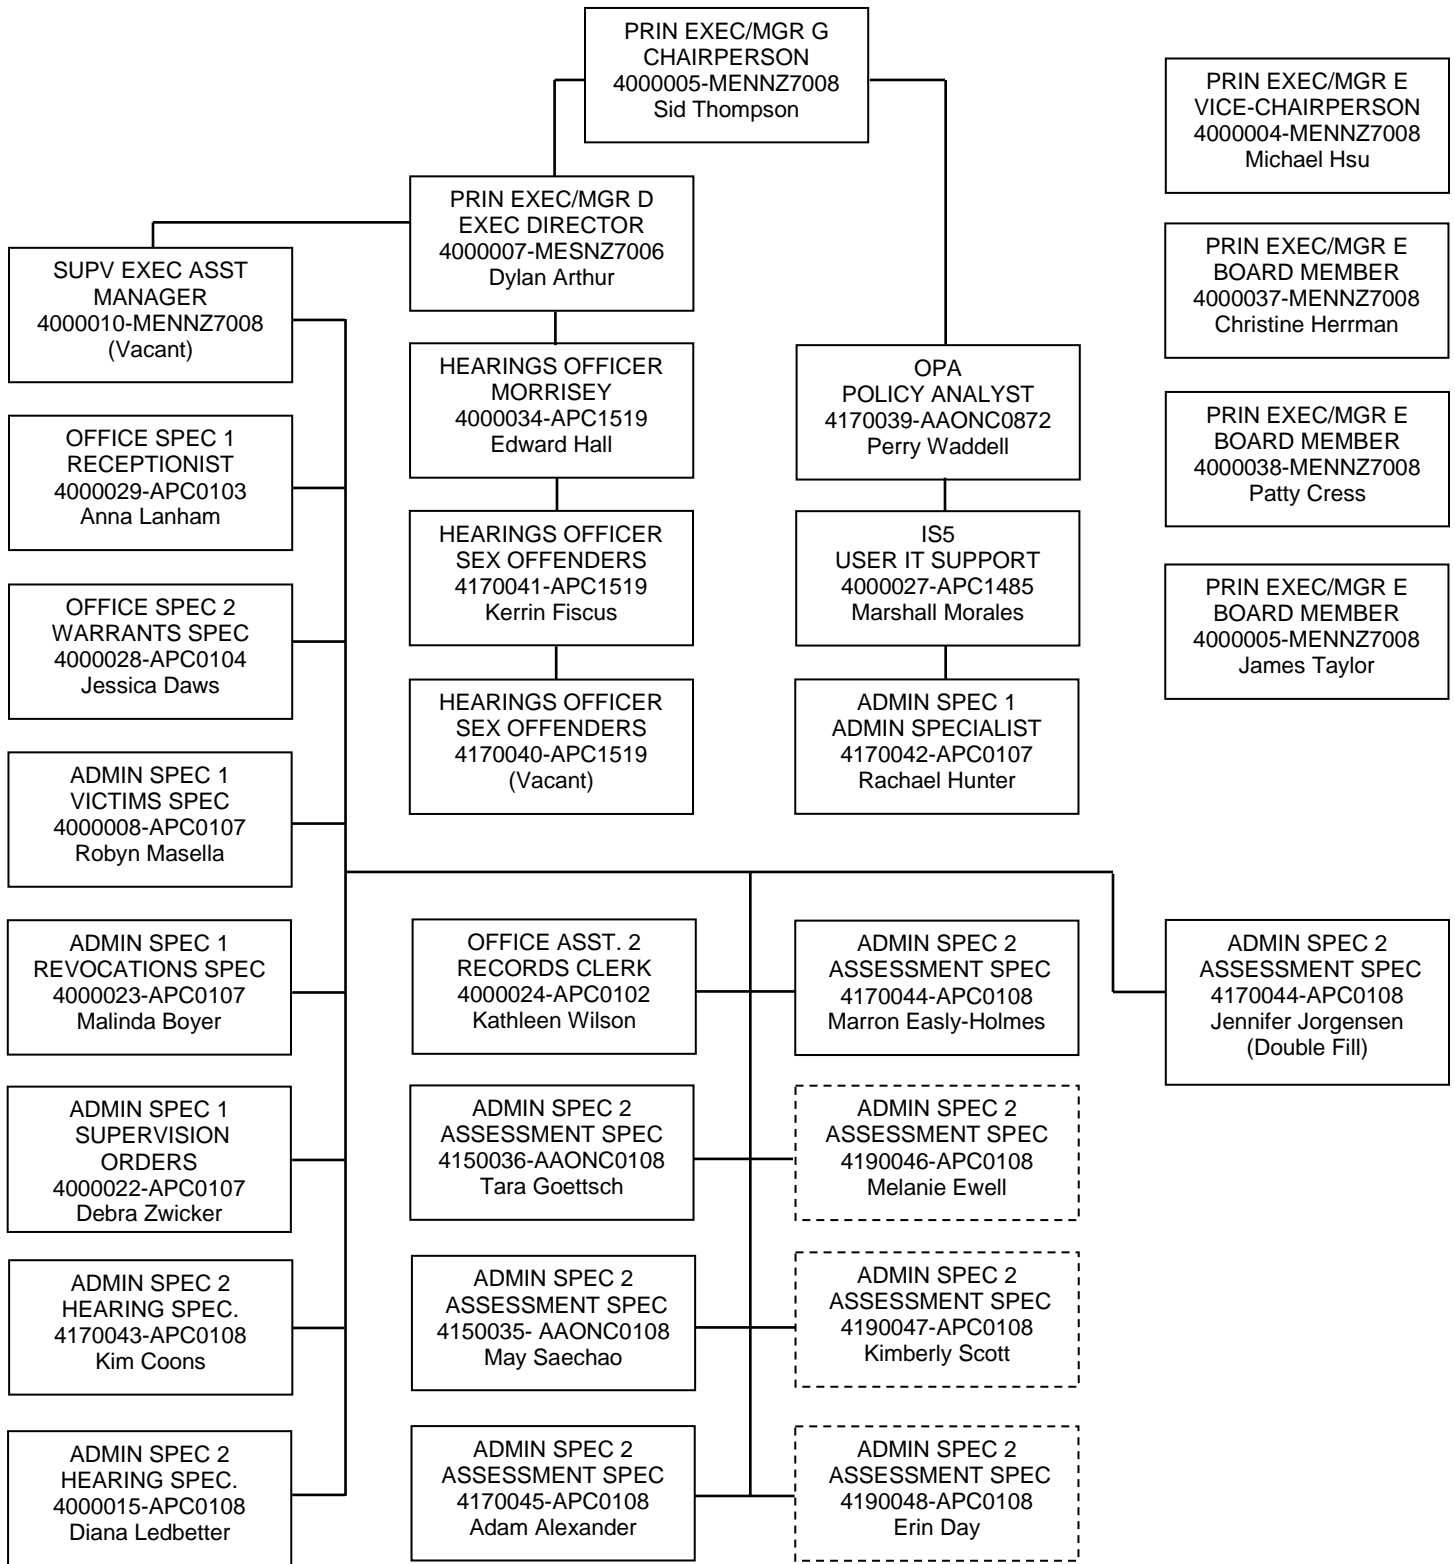 PRIN EXEC/MGR G
CHAIRPERSON
4000005-MENNZ7008
Sid Thompson
PRIN EXEC/MGR E
VICE-CHAIRPERSON
4000004-MENNZ7008
Michael Hsu
PRIN EXEC/MGR D
EXEC DIRECTOR
4000007-MESNZ7006
Dylan Arthur
PRIN EXEC/MGR E
BOARD MEMBER
4000037-MENNZ7008
Christine Herrman
SUPV EXEC ASST
MANAGER
4000010-MENNZ7008
(Vacant)
HEARINGS OFFICER
MORRISEY
4000034-APC1519
Edward Hall
OPA
POLICY ANALYST
4170039-AAONC0872
Perry Waddell
PRIN EXEC/MGR E
BOARD MEMBER
4000038-MENNZ7008
Patty Cress
OFFICE SPEC 1
RECEPTIONIST
4000029-APC0103
Anna Lanham
HEARINGS OFFICER
SEX OFFENDERS
4170041-APC1519
Kerrin Fiscus
IS5
USER IT SUPPORT
4000027-APC1485
Marshall Morales
PRIN EXEC/MGR E
BOARD MEMBER
4000005-MENNZ7008
James Taylor
OFFICE SPEC 2
WARRANTS SPEC
4000028-APC0104
Jessica Daws
HEARINGS OFFICER
SEX OFFENDERS
4170040-APC1519
(Vacant)
ADMIN SPEC 1
ADMIN SPECIALIST
4170042-APC0107
Rachael Hunter
ADMIN SPEC 1
VICTIMS SPEC
4000008-APC0107
Robyn Masella
ADMIN SPEC 1
REVOCATIONS SPEC
4000023-APC0107
Malinda Boyer
OFFICE ASST. 2
RECORDS CLERK
4000024-APC0102
Kathleen Wilson
ADMIN SPEC 2
ASSESSMENT SPEC
4170044-APC0108
Marron Easly-Holmes
ADMIN SPEC 2
ASSESSMENT SPEC
4170044-APC0108
Jennifer Jorgensen
(Double Fill)
ADMIN SPEC 1
SUPERVISION
ORDERS
4000022-APC0107
Debra Zwicker
ADMIN SPEC 2
ASSESSMENT SPEC
4150036-AAONC0108
Tara Goettsch
ADMIN SPEC 2
ASSESSMENT SPEC
4190046-APC0108
Melanie Ewell
ADMIN SPEC 2
HEARING SPEC.
4170043-APC0108
Kim Coons
ADMIN SPEC 2
ASSESSMENT SPEC
4150035- AAONC0108
May Saechao
ADMIN SPEC 2
ASSESSMENT SPEC
4190047-APC0108
Kimberly Scott
ADMIN SPEC 2
HEARING SPEC.
4000015-APC0108
Diana Ledbetter
ADMIN SPEC 2
ASSESSMENT SPEC
4170045-APC0108
Adam Alexander
ADMIN SPEC 2
ASSESSMENT SPEC
4190048-APC0108
Erin Day